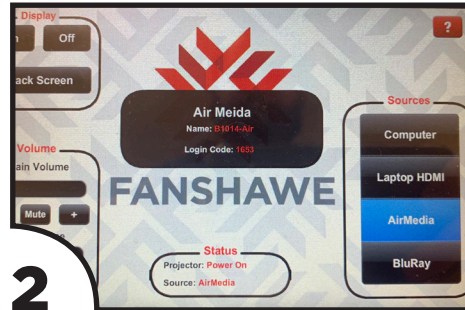 Display
Off
?
ack Screen
Air Meida
Name: B1014-Air
Login Code: 1653
Sources
Computer
Laptop HDMI
AirMedia
BluRay
Volume
ain Volume
Mute
+
FANSHAWE
Status
Projector: Power On
Source: AirMedia
2